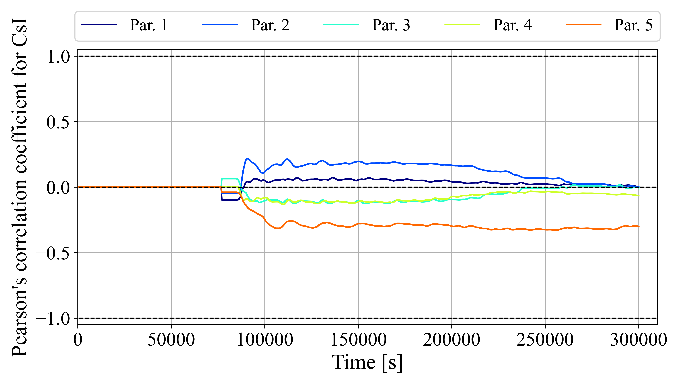 Par. 1 Par. 2 Par. 3 Par. 4 Par. 5
Pearson's correlation coefficient for CsI
1.0
0.5
0.0
0.5
−1.0
0 50000 100000 150000 200000 250000 300000
Time [s]